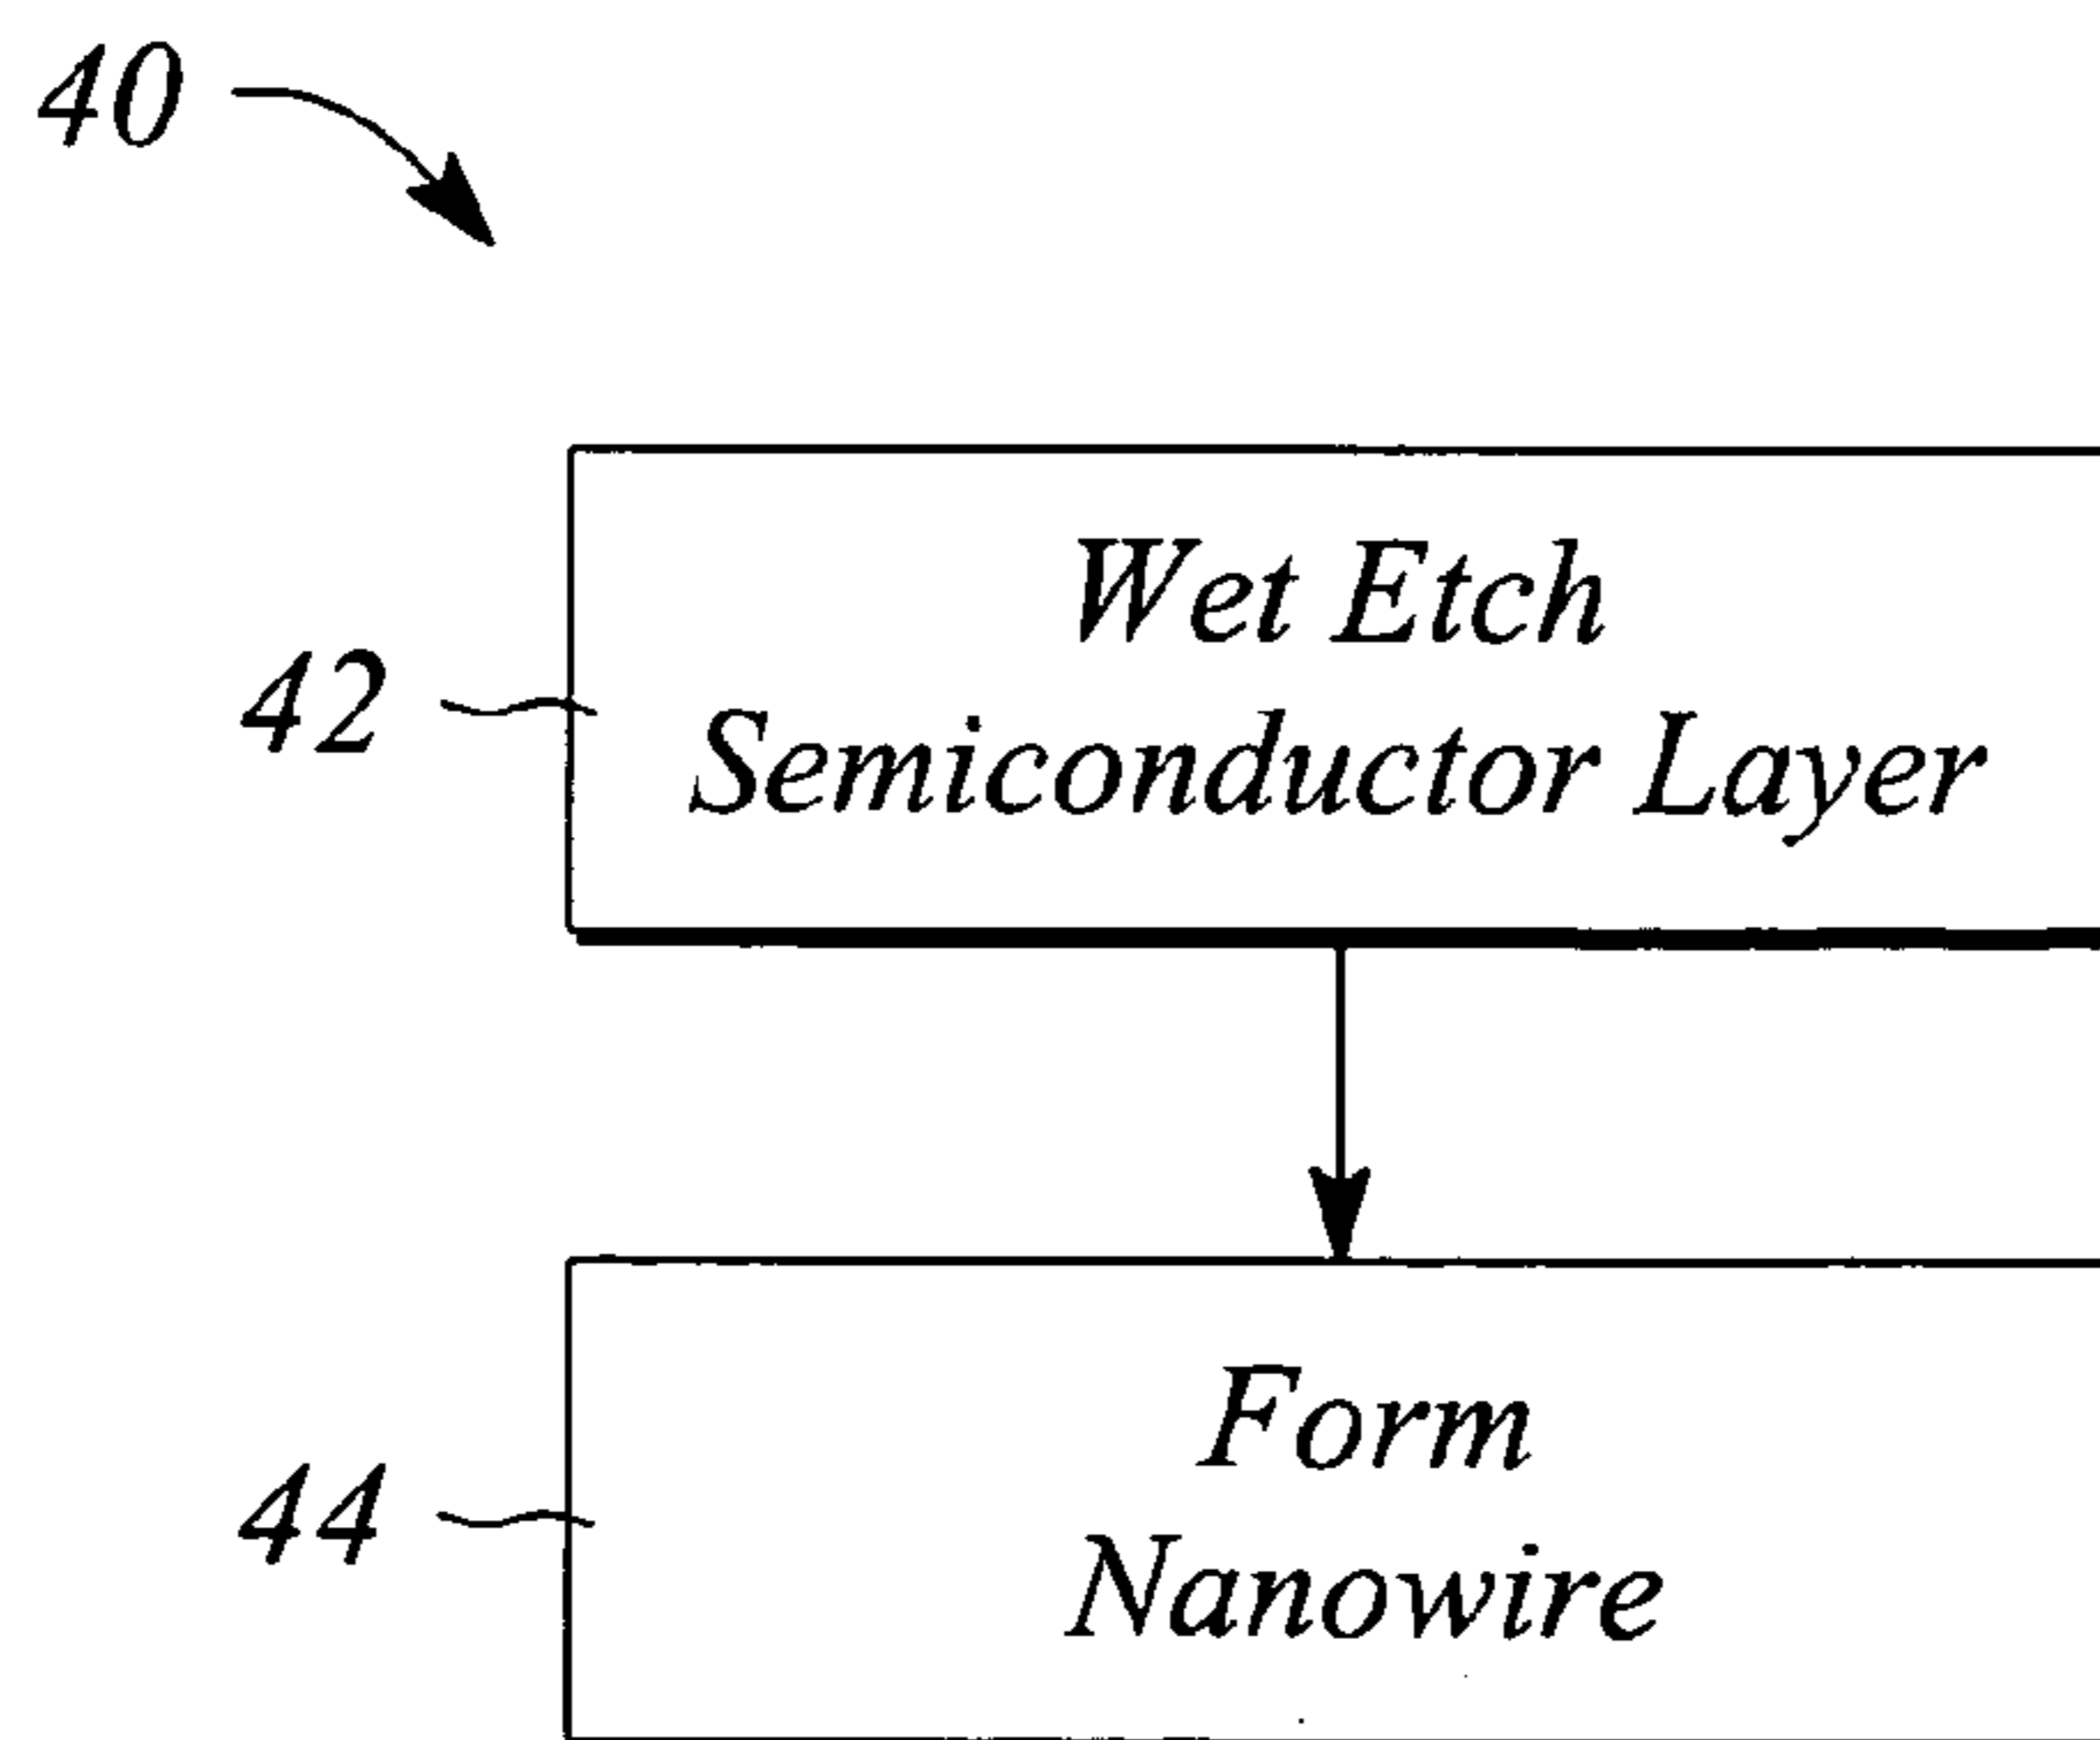 40
Wet Etch
42
Semiconductor Layer
Form
44
Nanowire